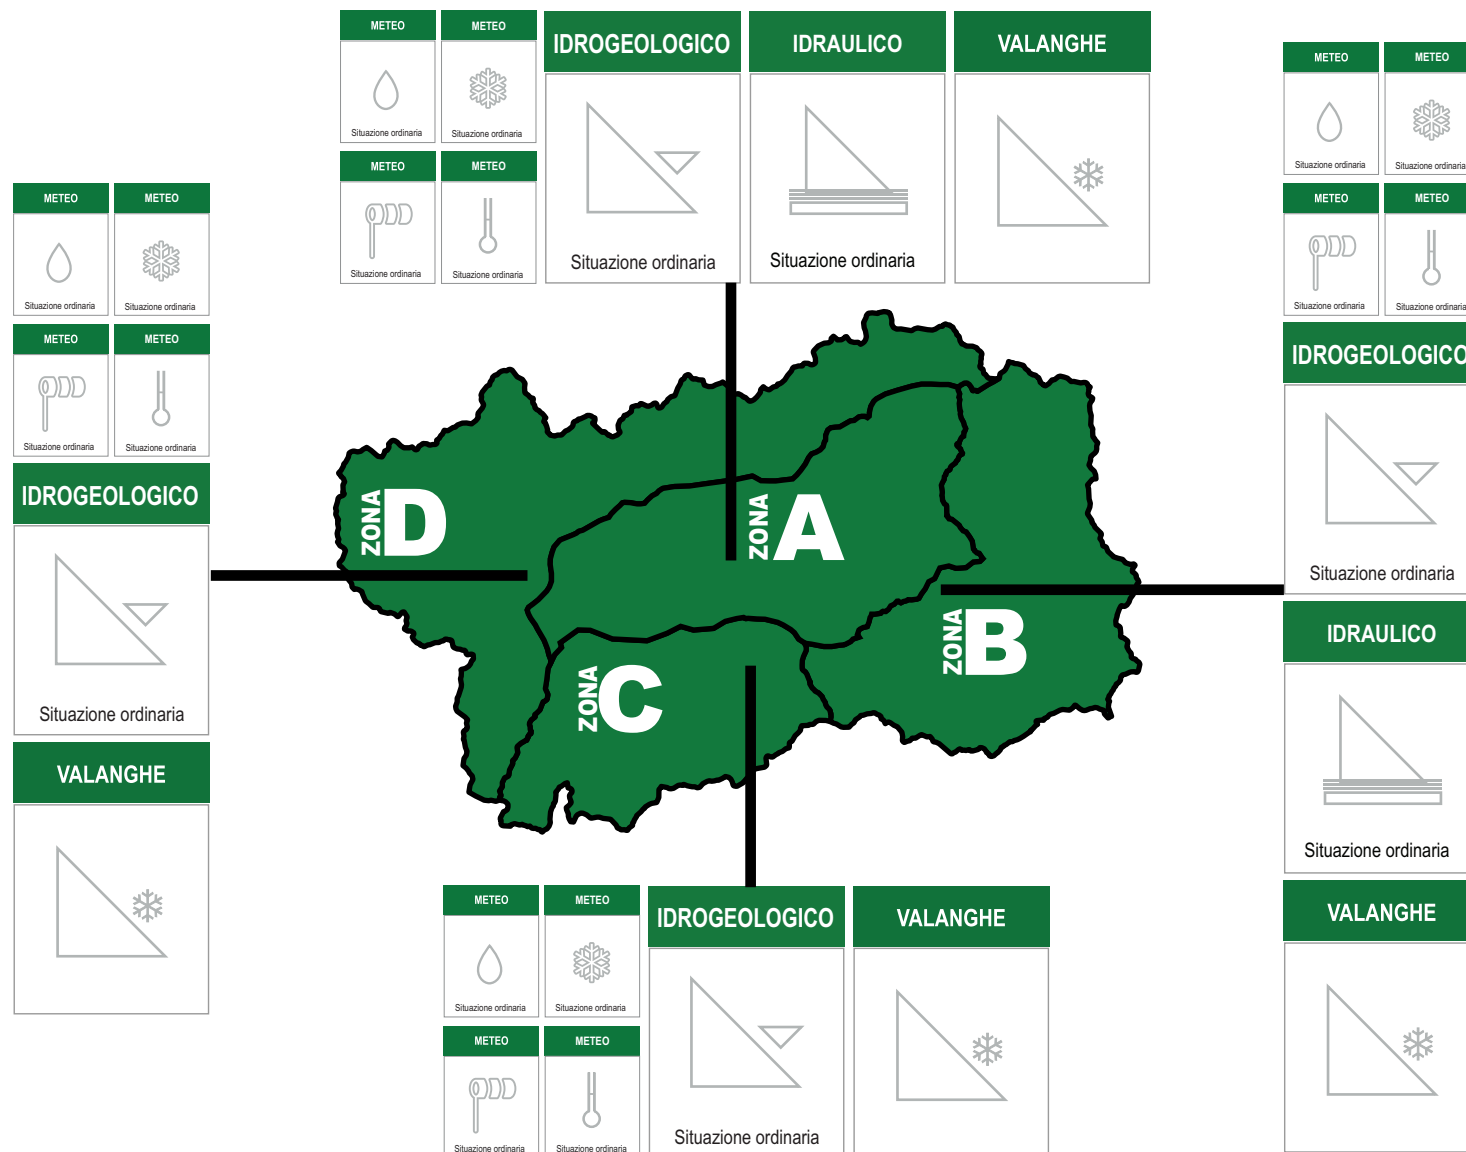 METEO METEO
Situazione ordinaria Situazione ordinaria
METEO METEO
Situazione ordinaria Situazione ordinaria
IDROGEOLOGICO
Situazione ordinaria
IDRAULICO
Situazione ordinaria
VALANGHE
METEO METEO
Situazione ordinaria Situazione ordinaria
METEO METEO
Situazione ordinaria Situazione ordinaria
IDROGEOLOGICO
Situazione ordinaria
IDRAULICO
Situazione ordinaria
VALANGHE
METEO METEO
Situazione ordinaria Situazione ordinaria
METEO METEO
Situazione ordinaria Situazione ordinaria
IDROGEOLOGICO
Situazione ordinaria
VALANGHE
ZONA D
ZONA A
ZONA B
ZONA C
METEO METEO
Situazione ordinaria Situazione ordinaria
METEO METEO
Situazione ordinaria Situazione ordinaria
IDROGEOLOGICO
Situazione ordinaria
VALANGHE